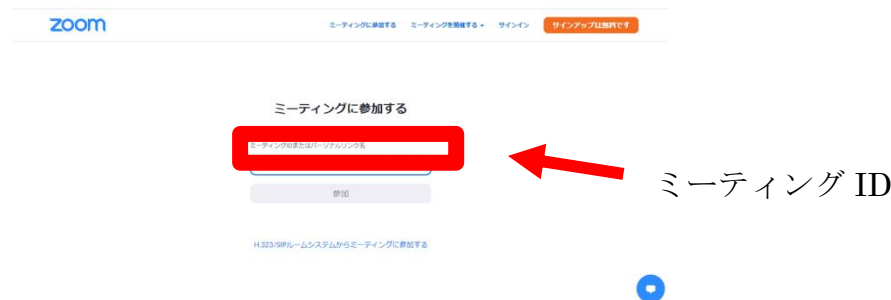 zoom
ミーティングに参加する ミーティングを開催する サインイン サインアップは無料です
ミーティングに参加する
ミーティングIDまたはパーソナルリンク名
参加
ミーティング ID
H.323/SIPルームシステムからミーティングに参加する